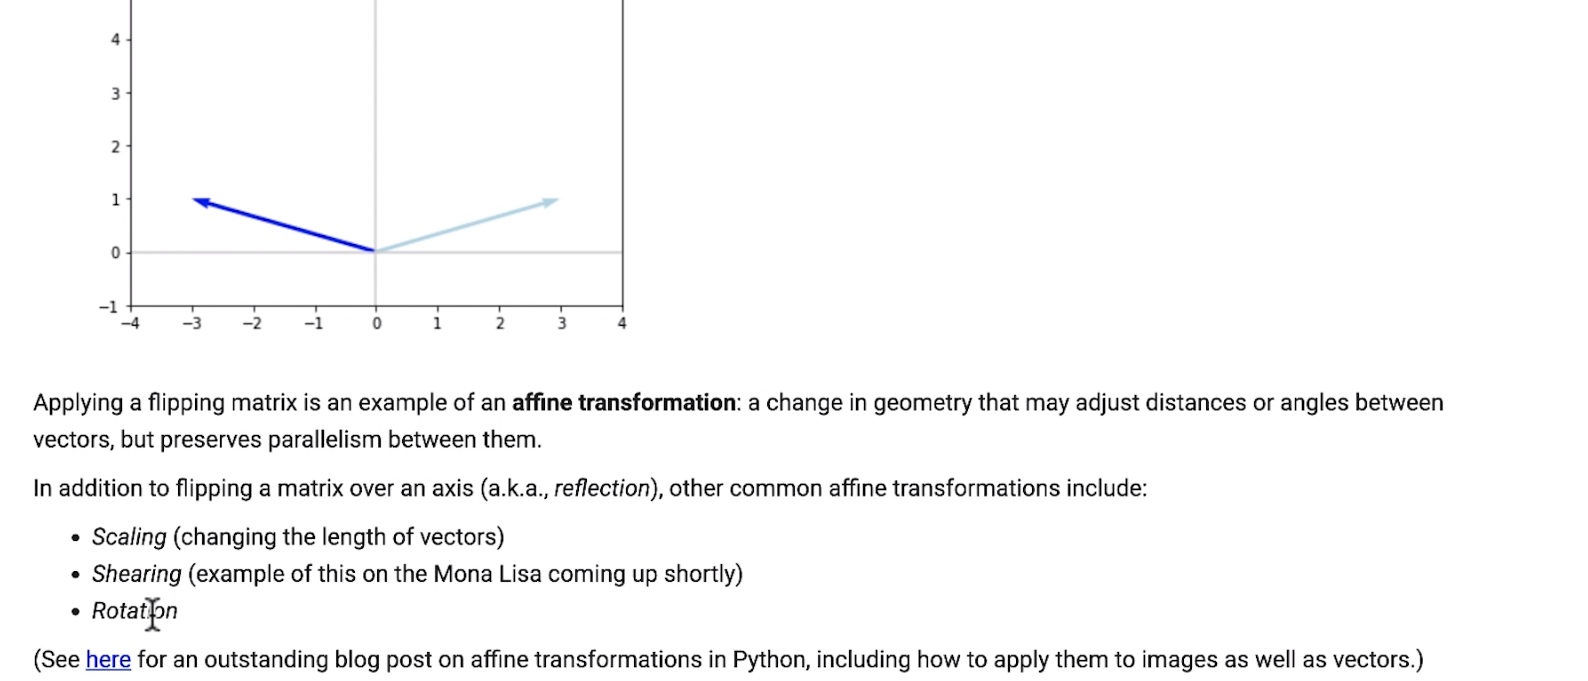 4
3
2
1
0
−1
−4 −3 −2 −1 0 1 2 3 4
Applying a flipping matrix is an example of an affine transformation: a change in geometry that may adjust distances or angles between
vectors, but preserves parallelism between them.
In addition to flipping a matrix over an axis (a.k.a., reflection), other common affine transformations include:
• Scaling (changing the length of vectors)
• Shearing (example of this on the Mona Lisa coming up shortly)
• Rotation
(See here for an outstanding blog post on affine transformations in Python, including how to apply them to images as well as vectors.)